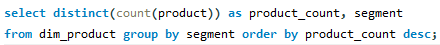 select distinct(count(product)) as product_count, segment
from dim_product group by segment order by product_count desc;